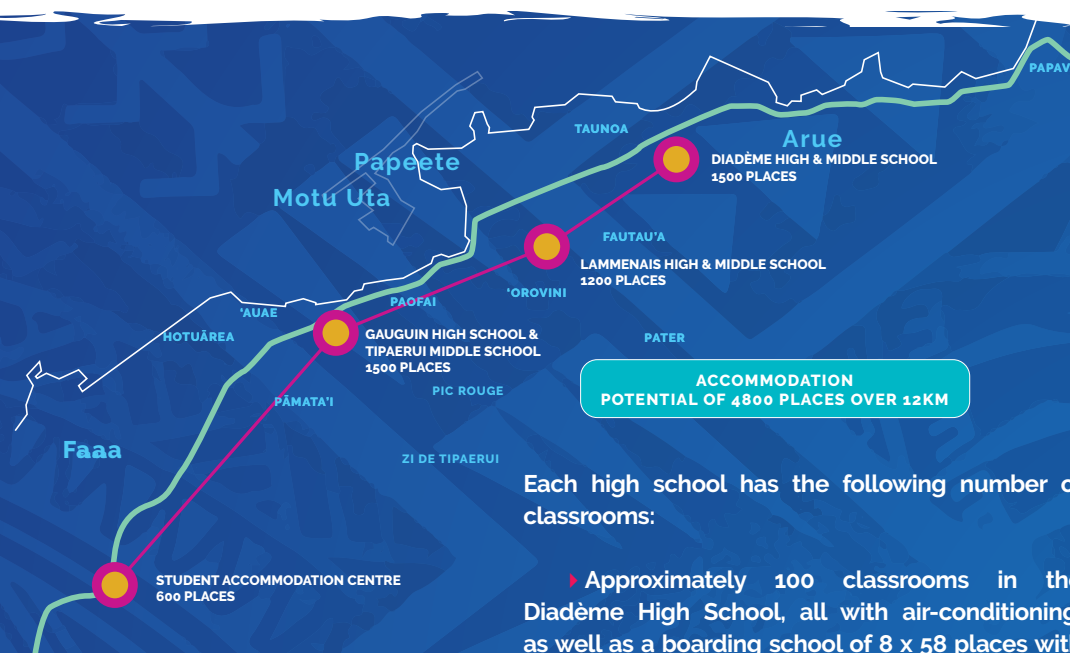 PAPAV
TAUNOA
Arue
Papeete
DIADÈME HIGH & MIDDLE SCHOOL
1500 PLACES
Motu Uta
FAUTAU'A
LAMMENAIS HIGH & MIDDLE SCHOOL
1200 PLACES
'OROVINI
PAOFAI
'AUAE
HOTUĀREA
GAUGUIN HIGH SCHOOL &
TIPAERUI MIDDLE SCHOOL
1500 PLACES
PATER
ACCOMMODATION
POTENTIAL OF 4800 PLACES OVER 12KM
PIC ROUGE
PĀMATA'I
Faaa
ZI DE TIPAERUI
Each high school has the following number o
classrooms:
Approximately 100 classrooms in the
Diadème High School, all with air-conditioning
as well as a boarding school of 8 x 58 places with
STUDENT ACCOMMODATION CENTRE
600 PLACES